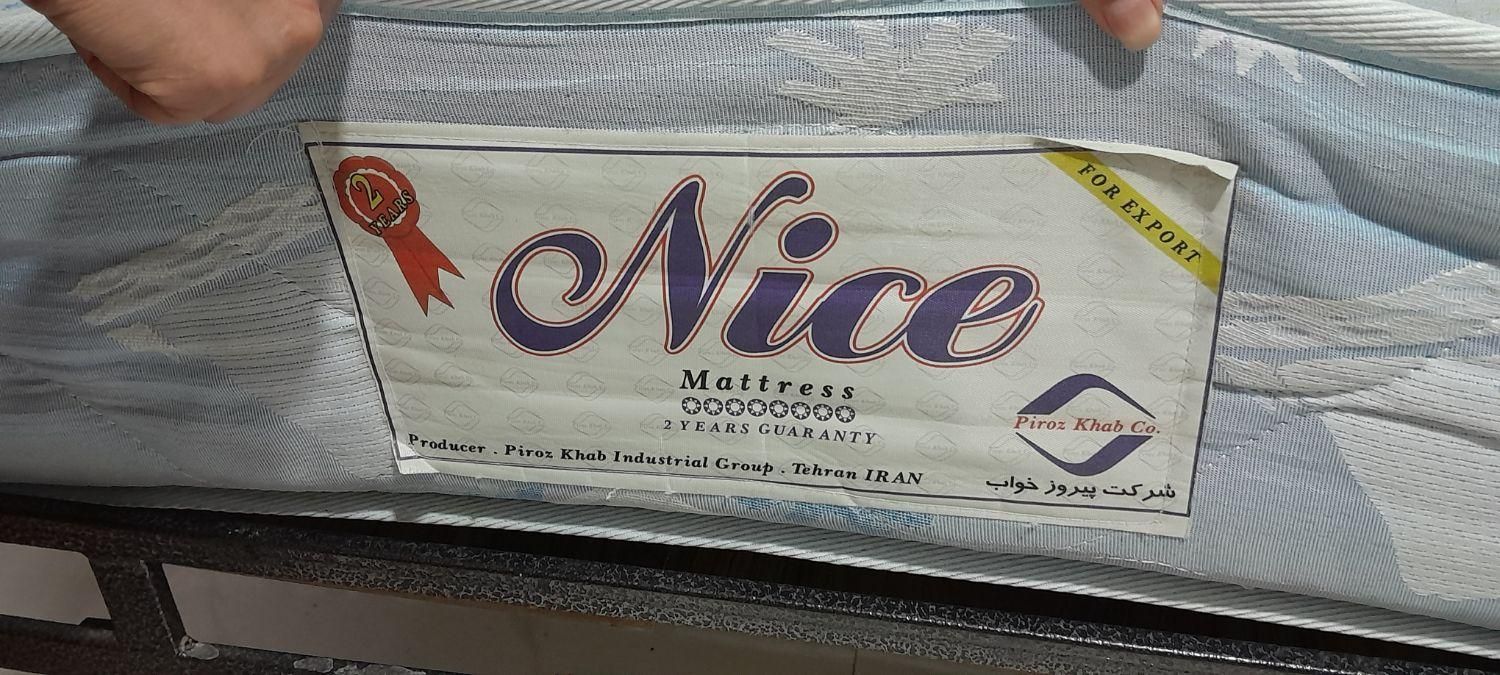 2
YEARS
FOR EXPORT
Nice
Mattress
2 YEARS GUARANTY
Producer . Piroz Khab Industrial Group . Tehran IRAN
Piroz Khab Co.
شرکت پیروز خواب